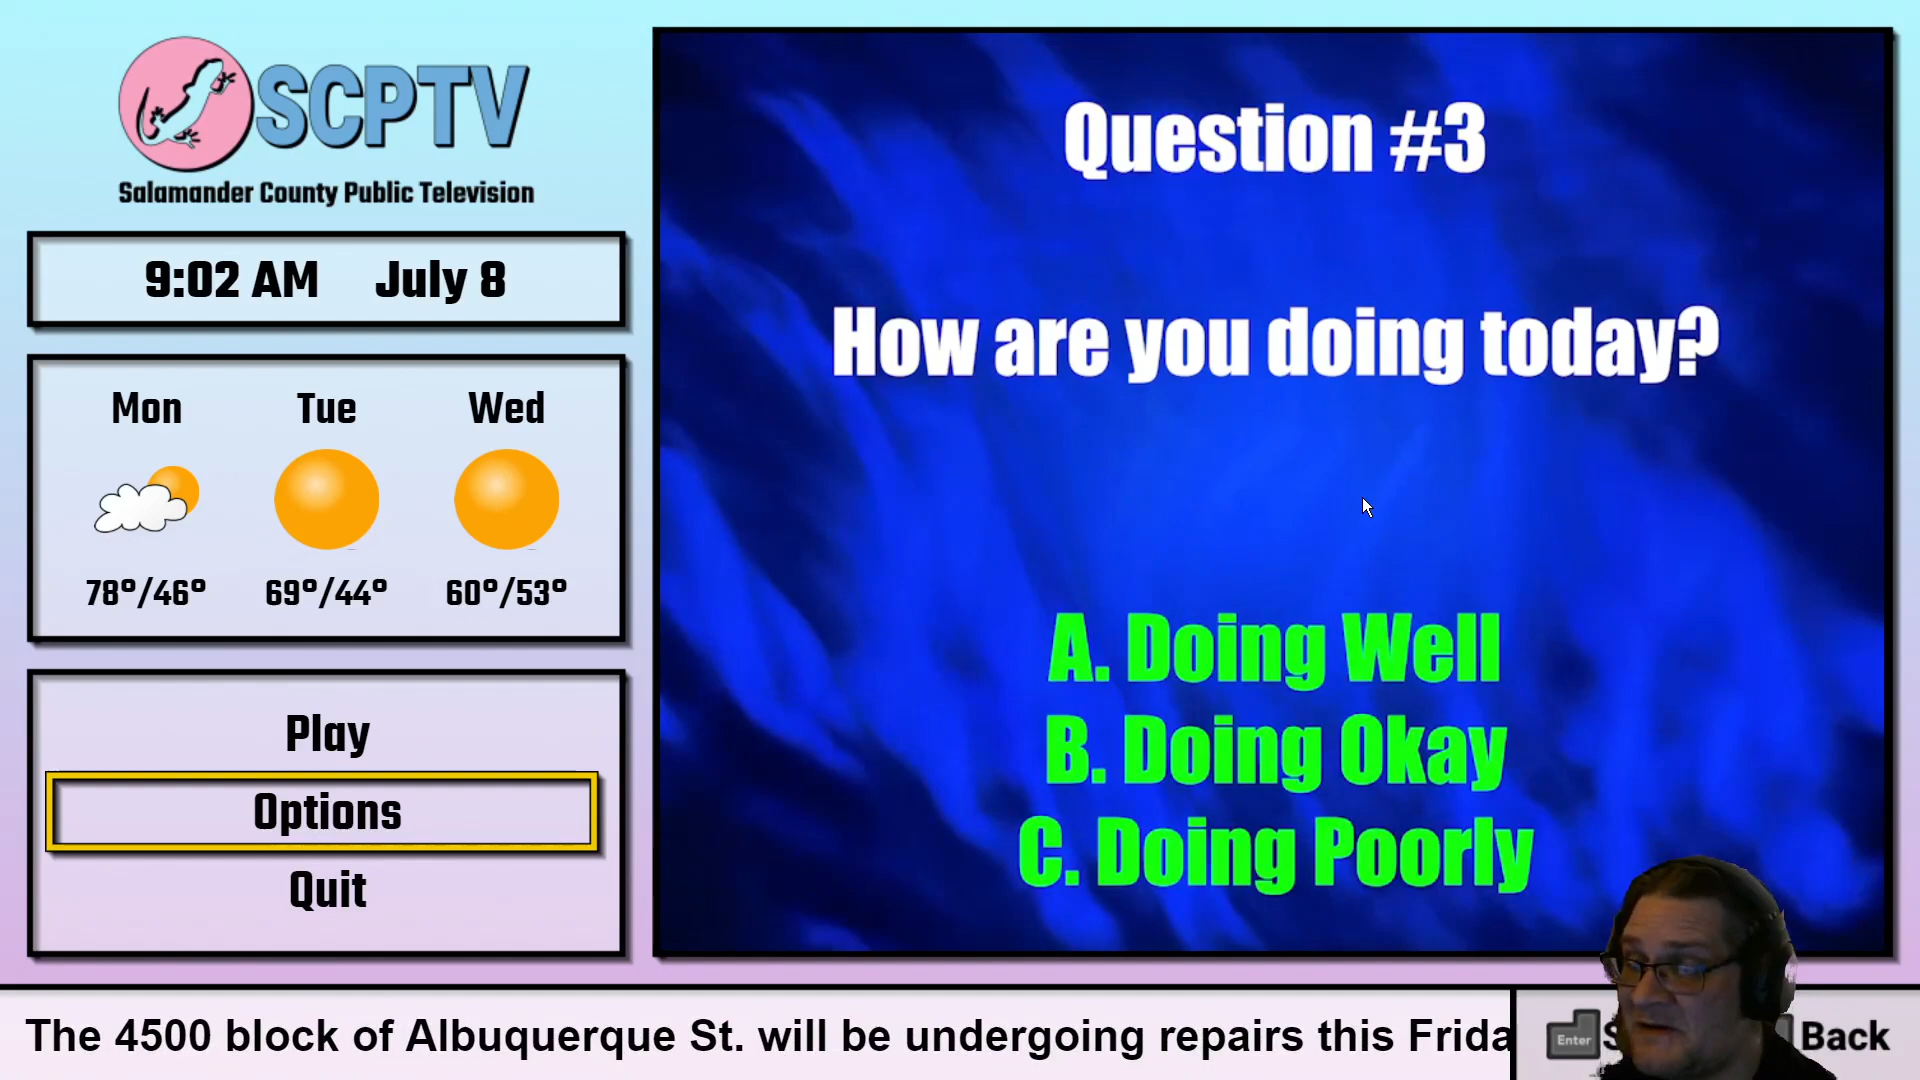 SCPTV
Salamander County Public Television
9:02 AM July 8
Mon Tue Wed
78°/46° 69°/44° 60°/53°
Play
Options
Quit
Question #3
How are you doing today?
A. Doing Well
B. Doing Okay
C. Doing Poorly
The 4500 block of Albuquerque St. will be undergoing repairs this Frida
Enter
Back